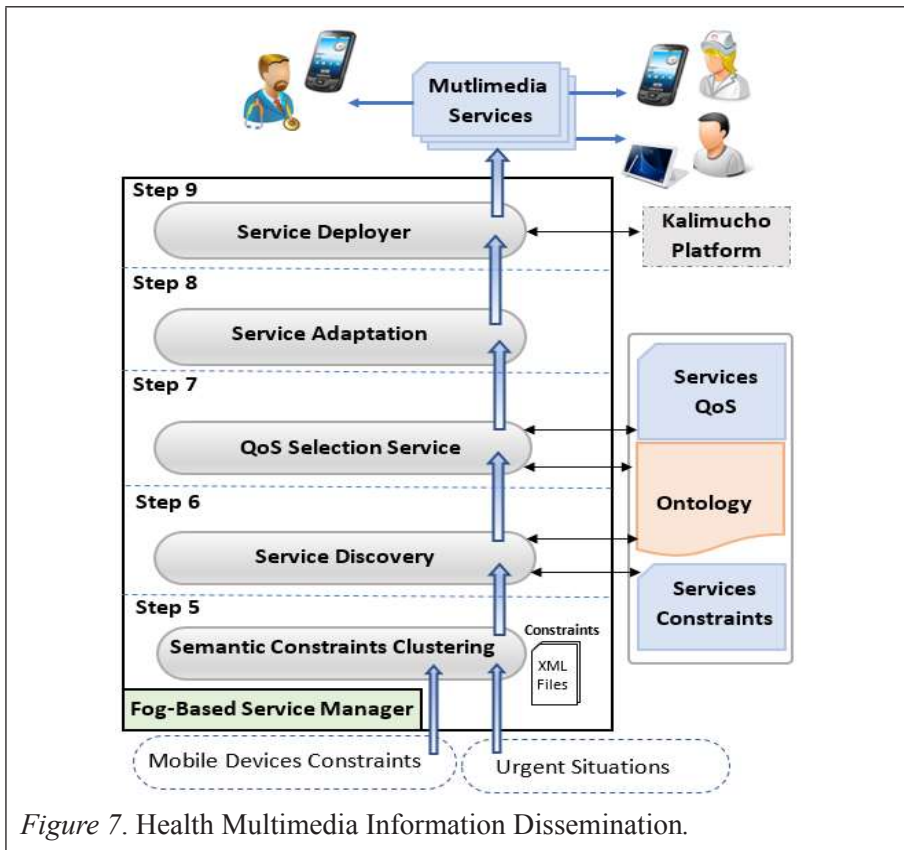 Mutlimedia
Services
Step 9
Service Deployer
Kalimucho
Platform
Step 8
Service Adaptation
Step 7
QoS Selection Service
Services
QoS
Ontology
Step 6
Service Discovery
Services
Constraints
Step 5
Semantic Constraints Clustering
Constraints
XML
Files
Fog-Based Service Manager
Mobile Devices Constraints
Urgent Situations
Figure 7. Health Multimedia Information Dissemination.